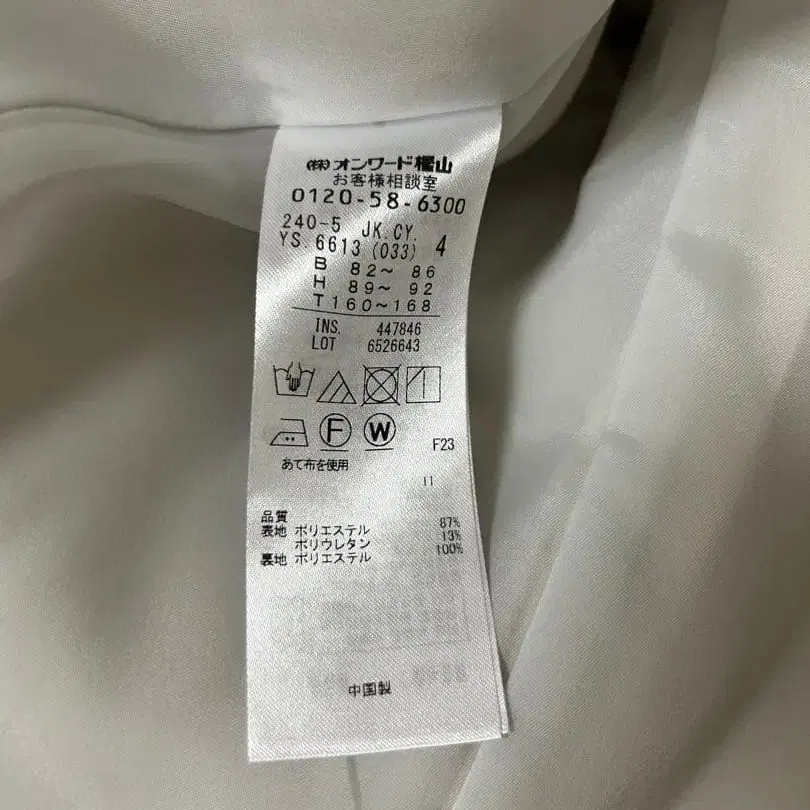 ㈱オンワード樫山
お客様相談室
0120-58-6300
240-5 JK.CY.
YS. 6613 (033) 4
B 82～ 86
H 89～ 92
T 160～168
INS. 447846
LOT 6526643
F W
F23
あて布を使用
11
品質
表地 ポリエステル 87%
ポリウレタン 13%
裏地 ポリエステル 100%
中国製